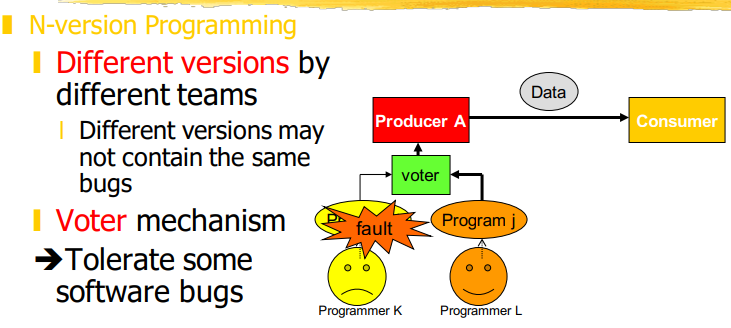 N-version Programming
Different versions by
different teams
Different versions may
not contain the same
bugs
Voter mechanism
➔Tolerate some
software bugs
Data
Producer A
Consumer
voter
fault
Program j
Programmer K
Programmer L